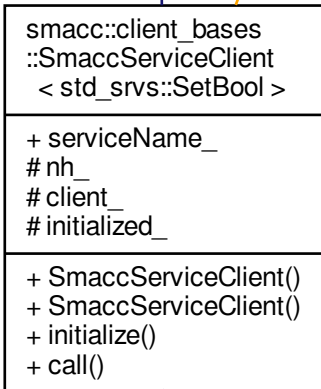 smacc::client_bases
::SmaccServiceClient
< std_srvs::SetBool >
+ serviceName_
# nh_
# client_
# initialized_
+ SmaccServiceClient()
+ SmaccServiceClient()
+ initialize()
+ call()